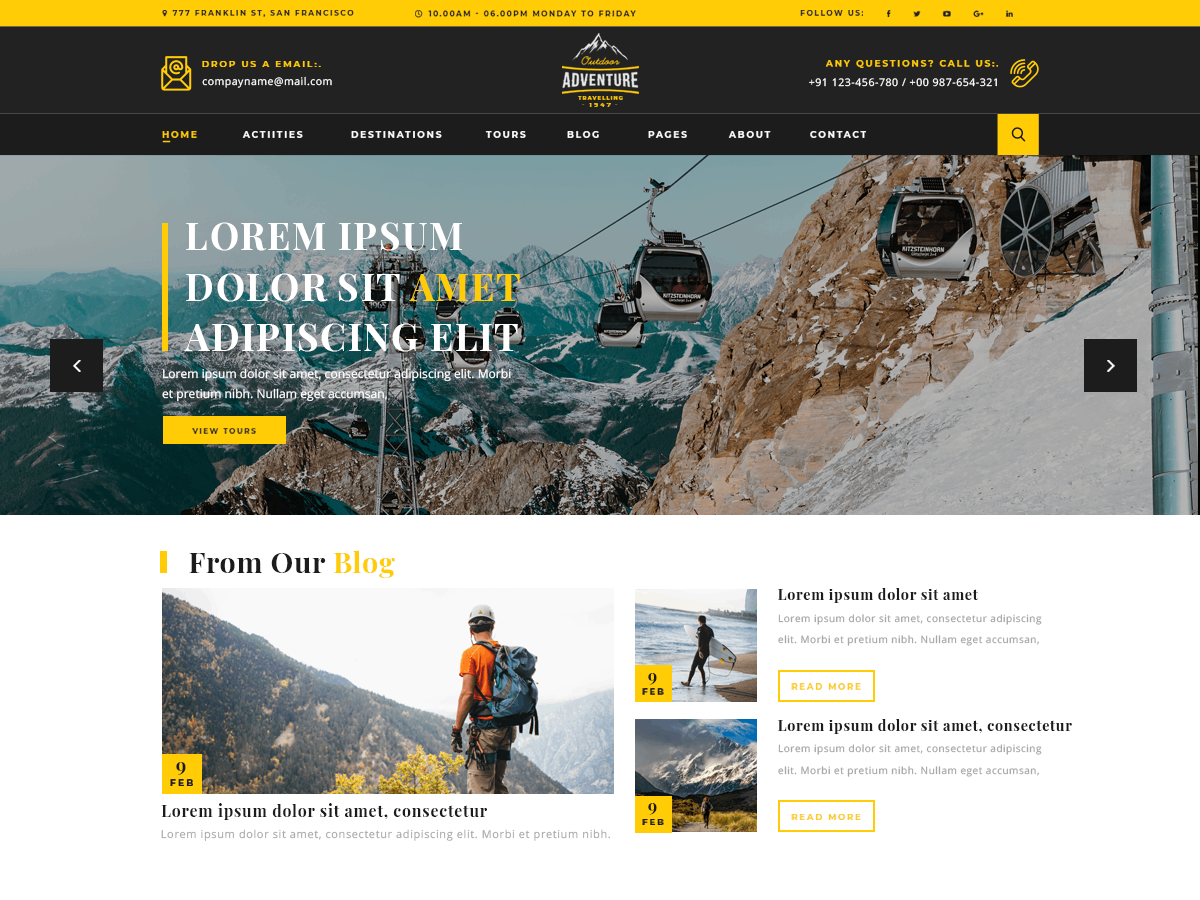 777 FRANKLIN ST, SAN FRANCISCO
10.00AM - 06.00PM MONDAY TO FRIDAY
FOLLOW US:
DROP US A EMAIL:.
compayname@mail.com
Outdoor
ADVENTURE
TRAVELLING
· 1947 ·
ANY QUESTIONS? CALL US:.
+91 123-456-780 / +00 987-654-321
HOME
ACTIITIES
DESTINATIONS
TOURS
BLOG
PAGES
ABOUT
CONTACT
LOREM IPSUM
DOLOR SIT AMET
ADIPISCING ELIT
Lorem ipsum dolor sit amet, consectetur adipiscing elit. Morbi
et pretium nibh. Nullam eget accumsan,
VIEW TOURS
KITZSTEINHORN
KITZSTEINHORN
From Our Blog
9
FEB
Lorem ipsum dolor sit amet, consectetur
Lorem ipsum dolor sit amet, consectetur adipiscing elit. Morbi et pretium nibh.
9
FEB
Lorem ipsum dolor sit amet
Lorem ipsum dolor sit amet, consectetur adipiscing
elit. Morbi et pretium nibh. Nullam eget accumsan,
READ MORE
9
FEB
Lorem ipsum dolor sit amet, consectetur
Lorem ipsum dolor sit amet, consectetur adipiscing
elit. Morbi et pretium nibh. Nullam eget accumsan,
READ MORE